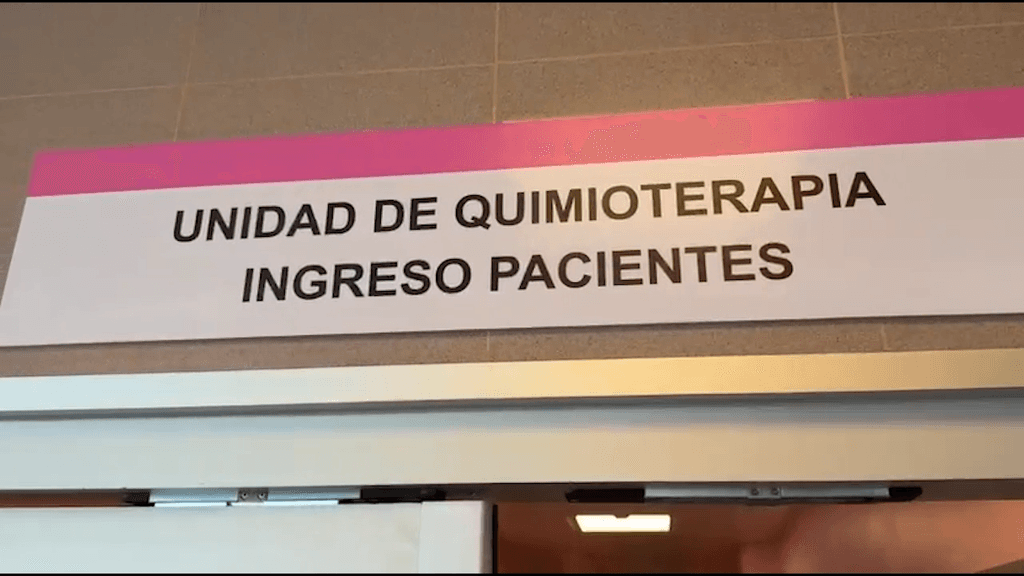 UNIDAD DE QUIMIOTERAPIA
INGRESO PACIENTES